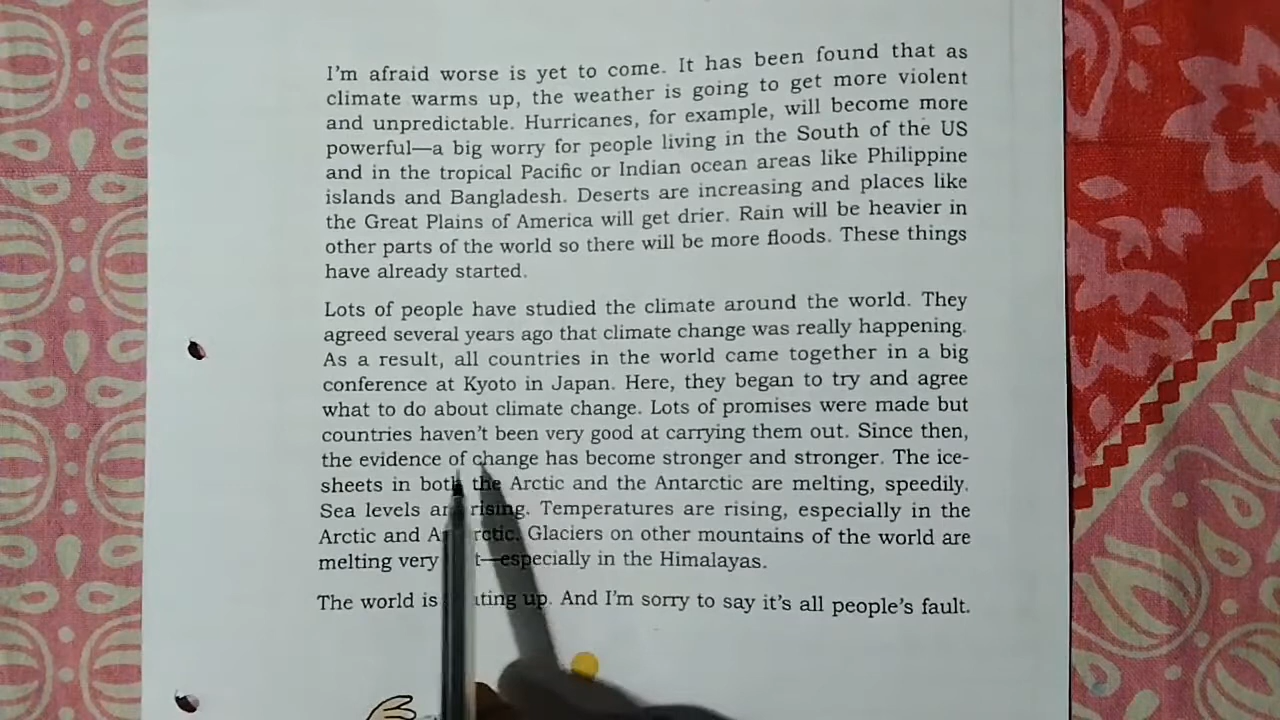 I'm afraid worse is yet to come. It has been found that as
climate warms up, the weather is going to get more violent
and unpredictable. Hurricanes, for example, will become more
powerful—a big worry for people living in the South of the US
and in the tropical Pacific or Indian ocean areas like Philippine
islands and Bangladesh. Deserts are increasing and places like
the Great Plains of America will get drier. Rain will be heavier in
other parts of the world so there will be more floods. These things
have already started.
Lots of people have studied the climate around the world. They
agreed several years ago that climate change was really happening.
As a result, all countries in the world came together in a big
conference at Kyoto in Japan. Here, they began to try and agree
what to do about climate change. Lots of promises were made but
countries haven't been very good at carrying them out. Since then,
the evidence of change has become stronger and stronger. The ice-
sheets in both the Arctic and the Antarctic are melting, speedily.
Sea levels are rising. Temperatures are rising, especially in the
Arctic and Antarctic. Glaciers on other mountains of the world are
melting very —especially in the Himalayas.
The world is up. And I'm sorry to say it's all people's fault.